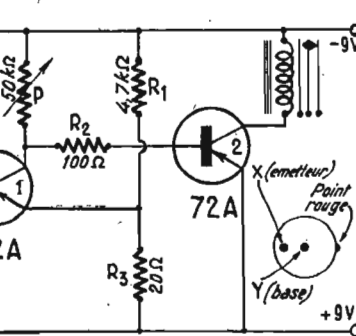 -9V
50kΩ
P
4,7kΩ
R1
R2
100Ω
1
2
72A
2A
X(emetteur)
Point
rouge
Y(base)
R3
20Ω
+9V